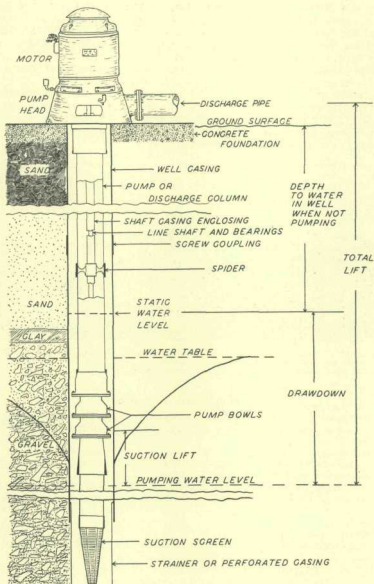 MOTOR
PUMP
HEAD
DISCHARGE PIPE
GROUND SURFACE
CONCRETE
FOUNDATION
SAND
WELL CASING
PUMP OR
DISCHARGE COLUMN
DEPTH
TO WATER
IN WELL
WHEN NOT
PUMPING
SHAFT CASING ENCLOSING
LINE SHAFT AND BEARINGS
SCREW COUPLING
TOTAL
LIFT
SPIDER
SAND
STATIC
WATER
LEVEL
CLAY
WATER TABLE
DRAWDOWN
PUMP BOWLS
GRAVEL
SUCTION LIFT
PUMPING WATER LEVEL
SUCTION SCREEN
STRAINER OR PERFORATED CASING